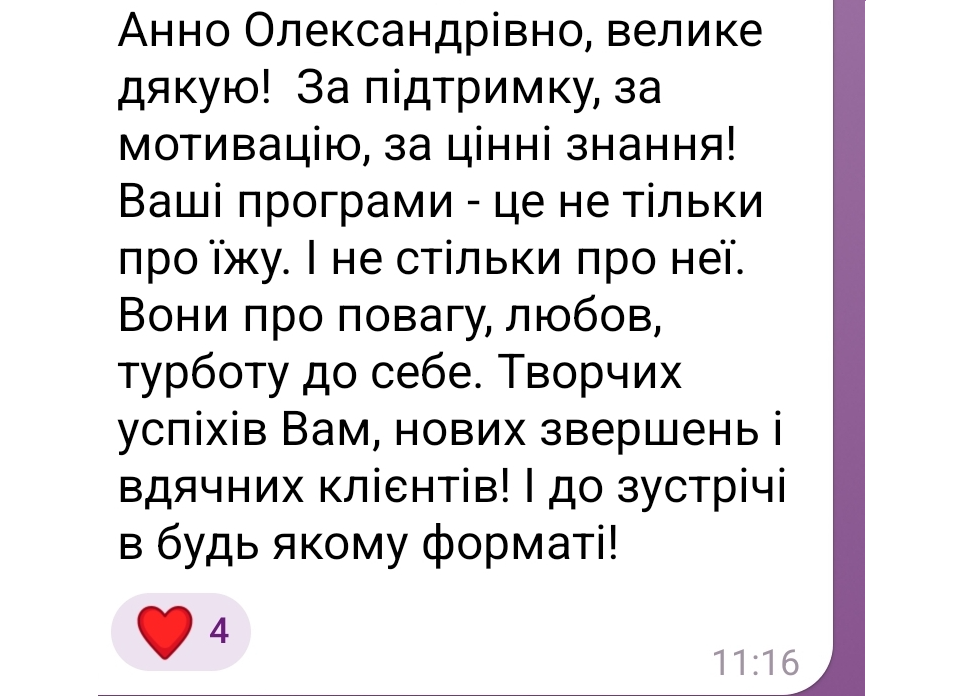 Анно Олександрівно, велике
дякую!  За підтримку, за
мотивацію, за цінні знання!
Ваші програми - це не тільки
про їжу. І не стільки про неї.
Вони про повагу, любов,
турботу до себе. Творчих
успіхів Вам, нових звершень і
вдячних клієнтів! І до зустрічі
в будь якому форматі!
❤️ 4
11:16